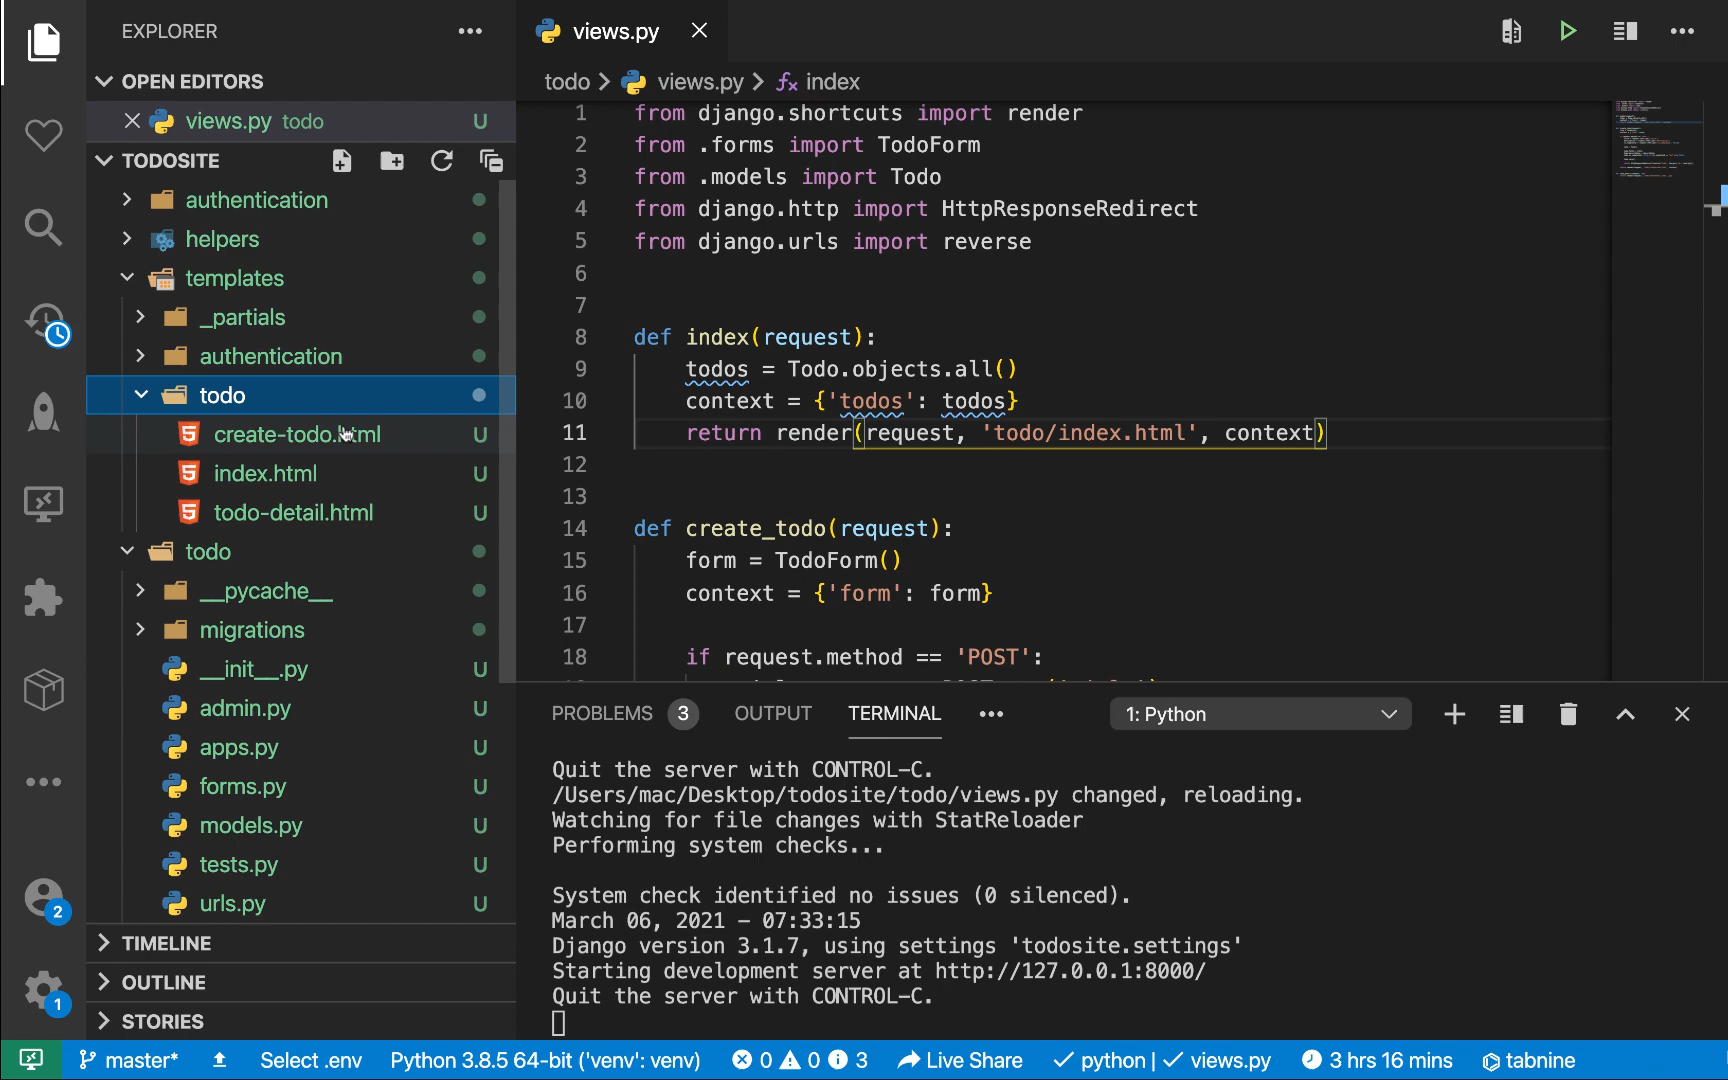 EXPLORER
OPEN EDITORS
views.py todo U
TODOSITE
authentication
helpers
templates
_partials
authentication
todo
create-todo.html U
index.html U
todo-detail.html U
todo
__pycache__
migrations
__init__.py U
admin.py U
apps.py U
forms.py U
models.py U
tests.py U
urls.py U
TIMELINE
OUTLINE
STORIES
2
1
views.py
todo > views.py > index
1 from django.shortcuts import render
2 from .forms import TodoForm
3 from .models import Todo
4 from django.http import HttpResponseRedirect
5 from django.urls import reverse
6
7
8 def index(request):
9 todos = Todo.objects.all()
10 context = {'todos': todos}
11 return render(request, 'todo/index.html', context)
12
13
14 def create_todo(request):
15 form = TodoForm()
16 context = {'form': form}
17
18 if request.method == 'POST':
PROBLEMS 3 OUTPUT TERMINAL 1: Python
Quit the server with CONTROL-C.
/Users/mac/Desktop/todosite/todo/views.py changed, reloading.
Watching for file changes with StatReloader
Performing system checks...
System check identified no issues (0 silenced).
March 06, 2021 - 07:33:15
Django version 3.1.7, using settings 'todosite.settings'
Starting development server at http://127.0.0.1:8000/
Quit the server with CONTROL-C.
master* Select .env Python 3.8.5 64-bit ('venv': venv) 0 0 3 Live Share python | views.py 3 hrs 16 mins tabnine